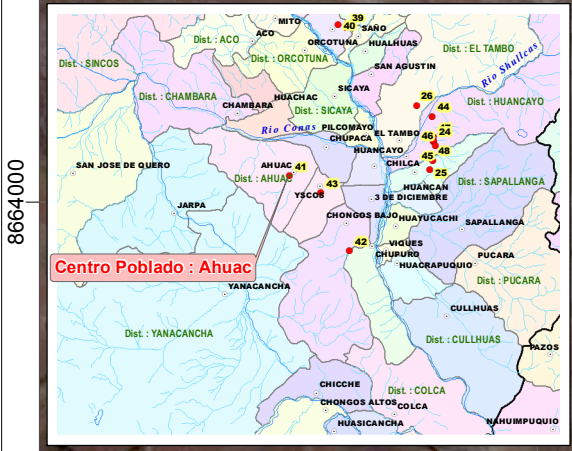 MITO
39
40
SAÑO
ACO
Dist. : ACO
ORCOTUNA
HUALHUAS
Dist. : EL TAMBO
Dist. : SINCOS
Dist. : ORCOTUNA
SAN AGUSTIN
Rio Shullcas
SICAYA
Dist. : CHAMBARA
HUACHAC
26
Dist. : HUANCAYO
CHAMBARA
Dist. : SICAYA
44
Rio Conas
PILCOMAYO
EL TAMBO
46
24
CHUPACA
HUANCAYO
45
48
SAN JOSE DE QUERO
AHUAC
41
CHILCA
25
Dist. : AHUAC
43
HUANCAN
Dist. : SAPALLANGA
YSCOS
3 DE DICIEMBRE
JARPA
CHONGOS BAJO
HUAYUCACHI
SAPALLANGA
8664000
42
VIQUES
CHUPURO
PUCARA
Centro Poblado : Ahuac
HUACRAPUQUIO
Dist. : PUCARA
YANACANCHA
CULLHUAS
Dist. : YANACANCHA
Dist. : CULLHUAS
PAZOS
CHICCHE
Dist. : COLCA
CHONGOS ALTOS
COLCA
HUASICANCHA
NAHUIMPUQUIO